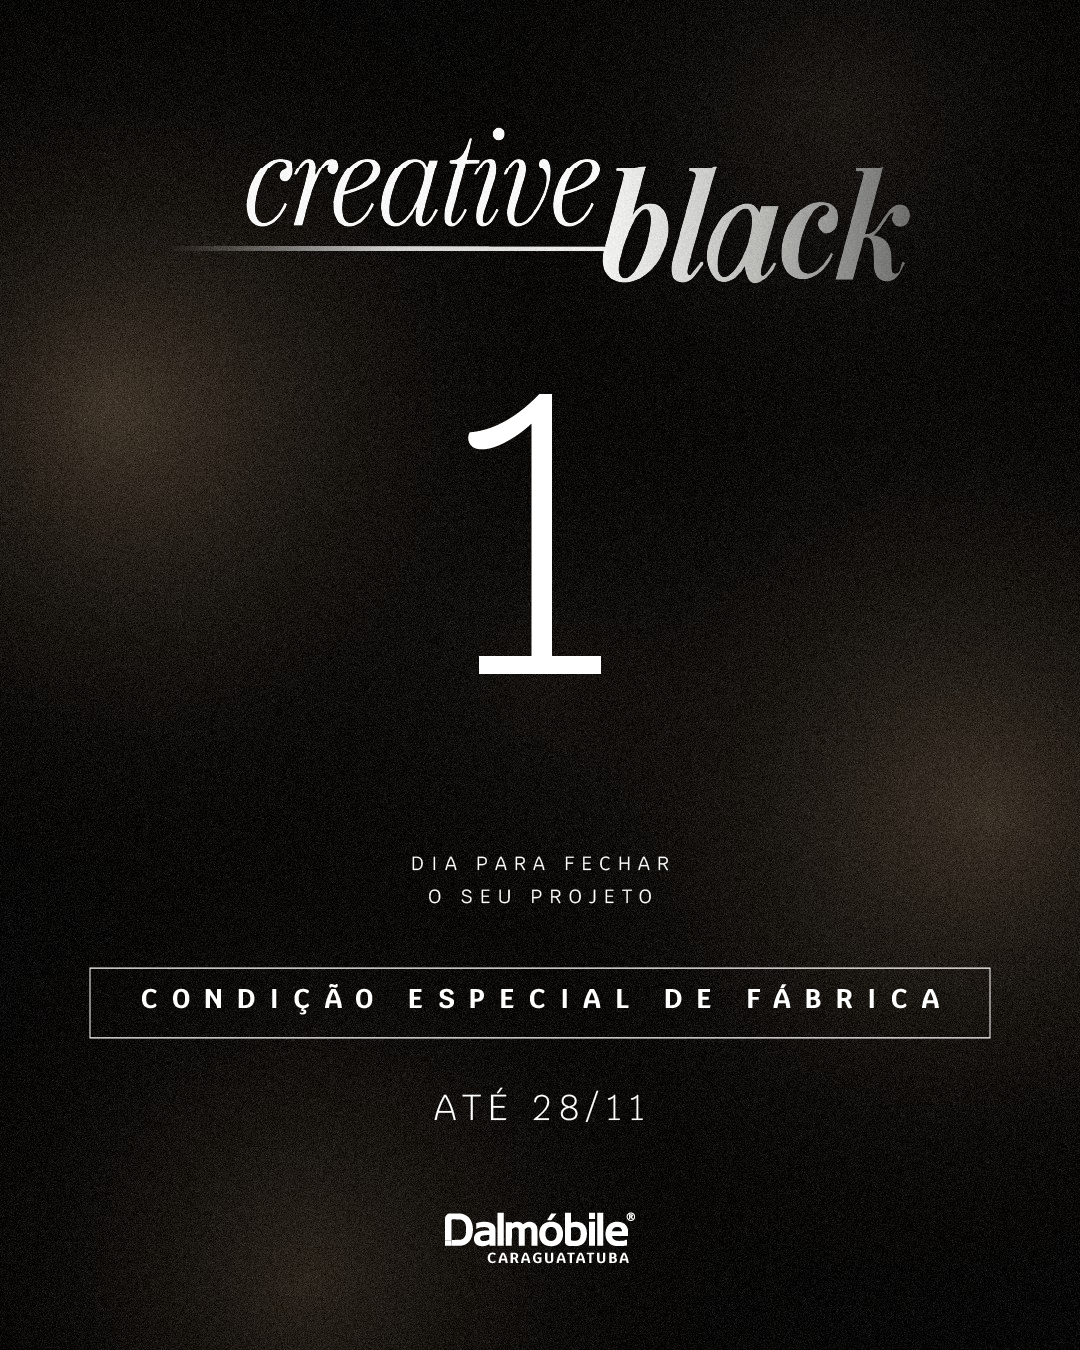 creative black
1
DIA PARA FECHAR
O SEU PROJETO
CONDIÇÃO ESPECIAL DE FÁBRICA
ATÉ 28/11
Dalmóbile®
CARAGUATATUBA